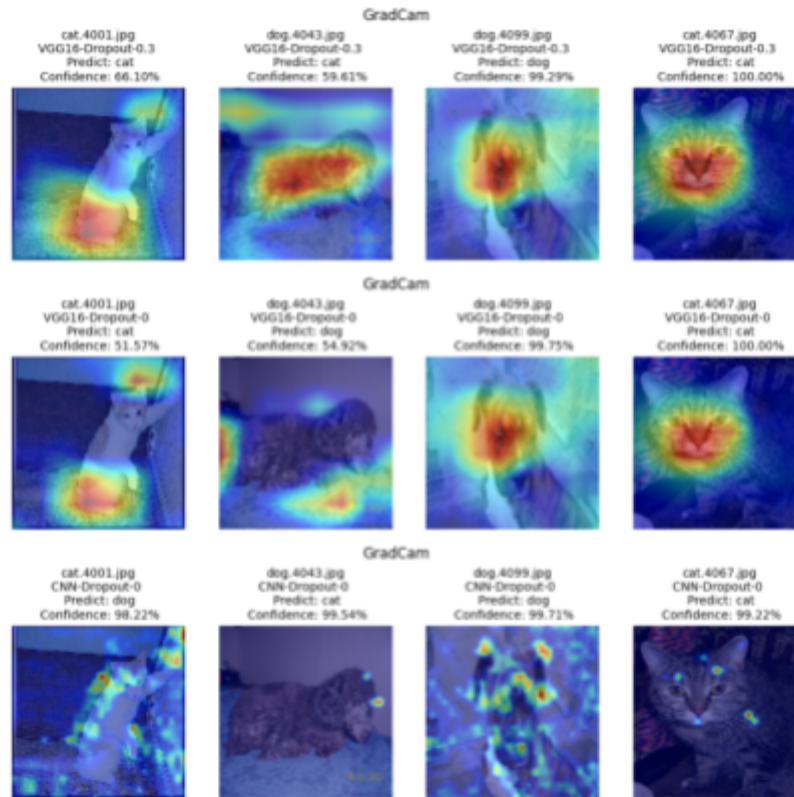 GradCam
cat.4001.jpg
VGG16-Dropout-0.3
Predict: cat
Confidence: 66.10%
dog.4043.jpg
VGG16-Dropout-0.3
Predict: cat
Confidence: 59.61%
dog.4099.jpg
VGG16-Dropout-0.3
Predict: dog
Confidence: 99.29%
cat.4067.jpg
VGG16-Dropout-0.3
Predict: cat
Confidence: 100.00%
GradCam
cat.4001.jpg
VGG16-Dropout-0
Predict: cat
Confidence: 51.57%
dog.4043.jpg
VGG16-Dropout-0
Predict: dog
Confidence: 54.92%
dog.4099.jpg
VGG16-Dropout-0
Predict: dog
Confidence: 99.75%
cat.4067.jpg
VGG16-Dropout-0
Predict: cat
Confidence: 100.00%
GradCam
cat.4001.jpg
CNN-Dropout-0
Predict: dog
Confidence: 98.22%
dog.4043.jpg
CNN-Dropout-0
Predict: cat
Confidence: 99.54%
dog.4099.jpg
CNN-Dropout-0
Predict: dog
Confidence: 99.71%
cat.4067.jpg
CNN-Dropout-0
Predict: cat
Confidence: 99.22%